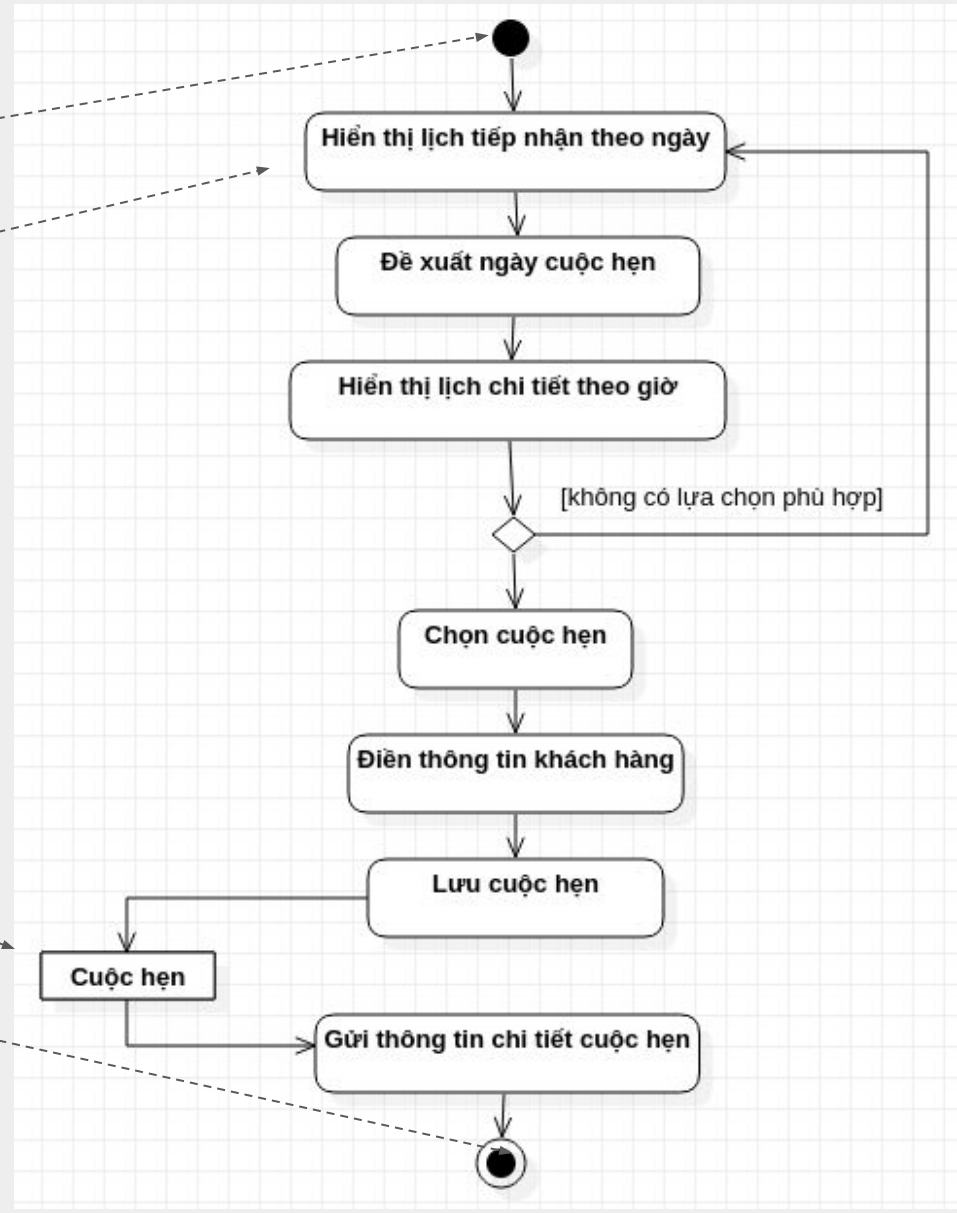 Hiển thị lịch tiếp nhận theo ngày
Đề xuất ngày cuộc hẹn
Hiển thị lịch chi tiết theo giờ
[không có lựa chọn phù hợp]
Chọn cuộc hẹn
Điền thông tin khách hàng
Lưu cuộc hẹn
Cuộc hẹn
Gửi thông tin chi tiết cuộc hẹn